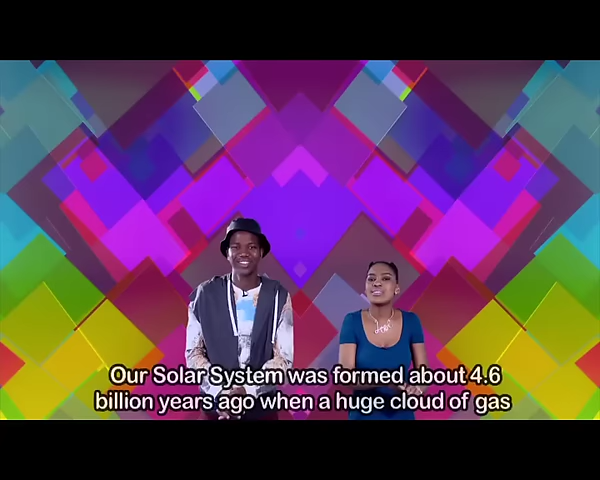 Our Solar System was formed about 4.6
billion years ago when a huge cloud of gas